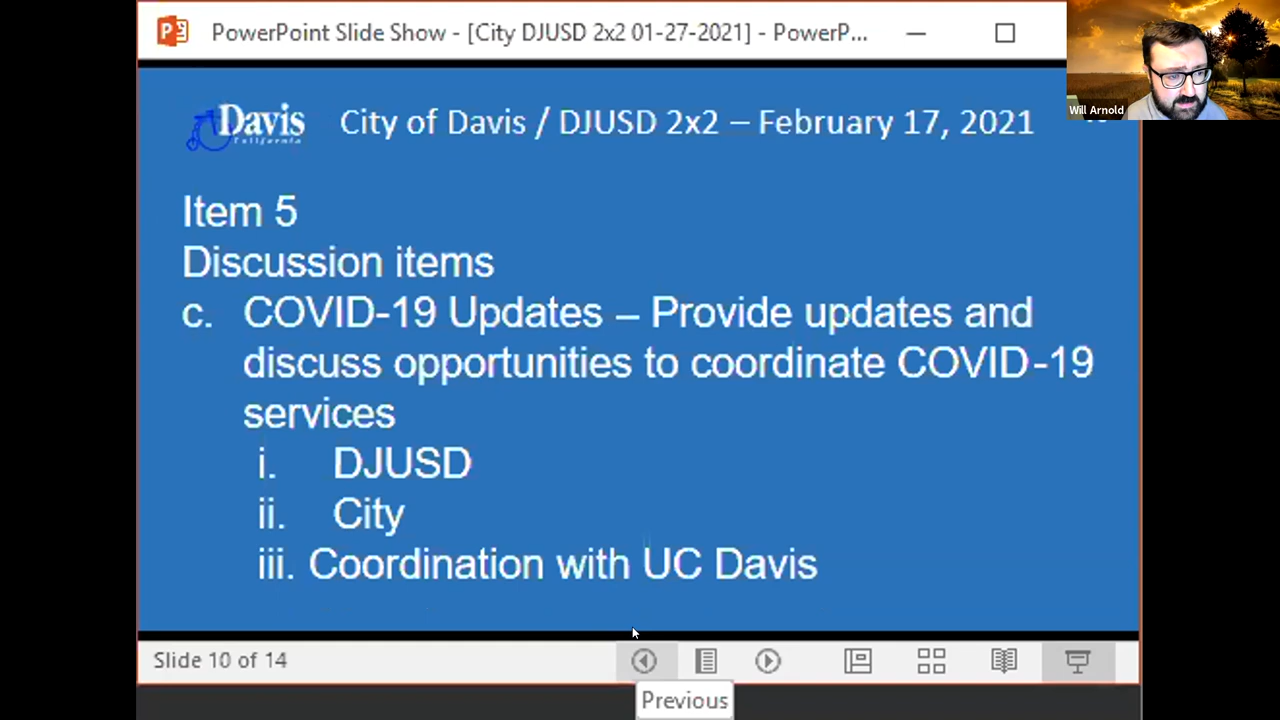 PowerPoint Slide Show - [City DJUSD 2x2 01-27-2021] - PowerP...
Will Arnold
Davis
California
City of Davis / DJUSD 2x2 – February 17, 2021
Item 5
Discussion items
c. COVID-19 Updates – Provide updates and
discuss opportunities to coordinate COVID-19
services
i. DJUSD
ii. City
iii. Coordination with UC Davis
Slide 10 of 14
Previous